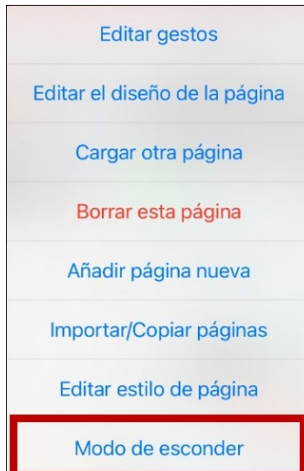 Editar gestos
Editar el diseño de la página
Cargar otra página
Borrar esta página
Añadir página nueva
Importar/Copiar páginas
Editar estilo de página
Modo de esconder